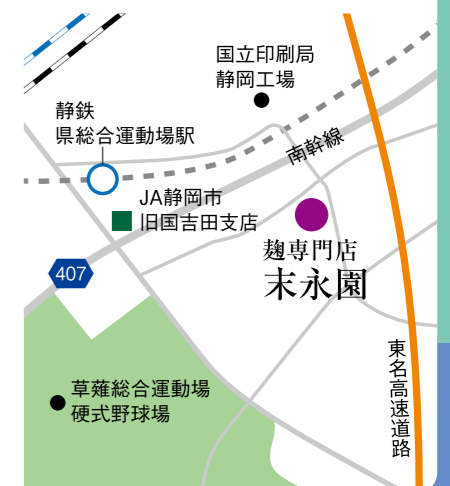 国立印刷局
静岡工場
静鉄
県総合運動場駅
南幹線
JA静岡市
旧国吉田支店
麹専門店
末永園
407
東名高速道路
草薙総合運動場
硬式野球場